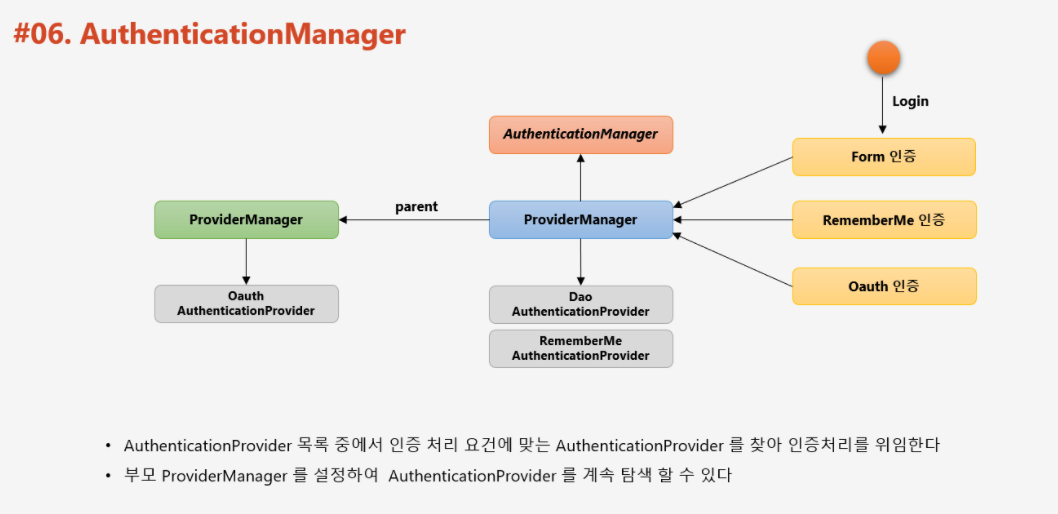 #06. AuthenticationManager
Login
AuthenticationManager
Form 인증
parent
ProviderManager
ProviderManager
RememberMe 인증
Oauth 인증
Oauth
AuthenticationProvider
Dao
AuthenticationProvider
RememberMe
AuthenticationProvider
• AuthenticationProvider 목록 중에서 인증 처리 요건에 맞는 AuthenticationProvider 를 찾아 인증처리를 위임한다
• 부모 ProviderManager 를 설정하여 AuthenticationProvider 를 계속 탐색 할 수 있다